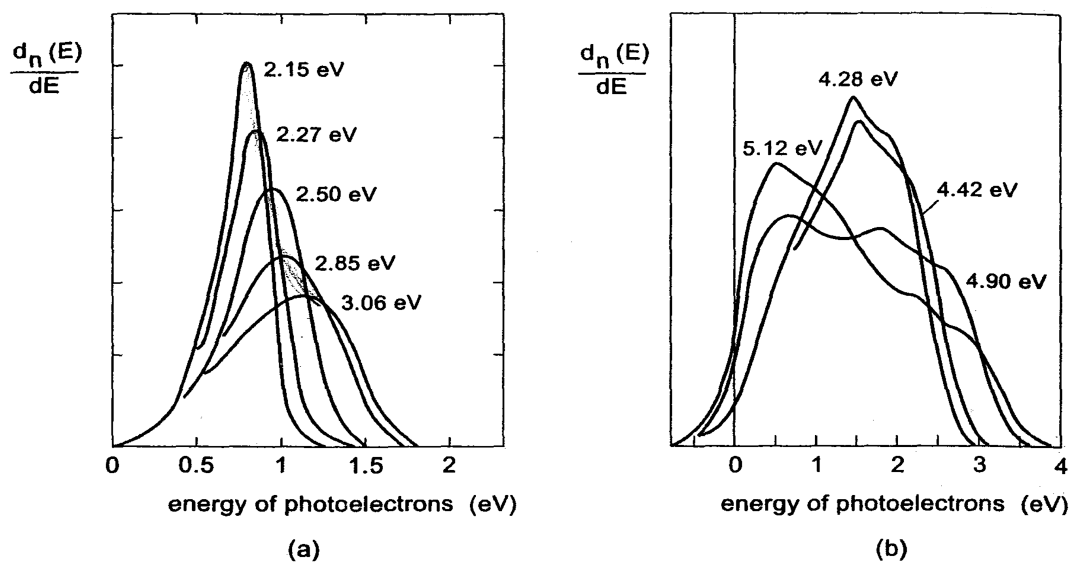 d_n (E)
dE
2.15 eV
2.27 eV
2.50 eV
2.85 eV
3.06 eV
0 0.5 1 1.5 2
energy of photoelectrons (eV)
(a)
d_n (E)
dE
4.28 eV
5.12 eV
4.42 eV
4.90 eV
0 1 2 3 4
energy of photoelectrons (eV)
(b)